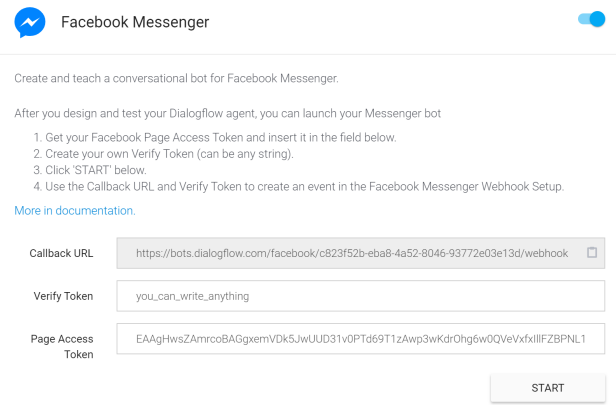 Facebook Messenger
Create and teach a conversational bot for Facebook Messenger.
After you design and test your Dialogflow agent, you can launch your Messenger bot
1. Get your Facebook Page Access Token and insert it in the field below.
2. Create your own Verify Token (can be any string).
3. Click 'START' below.
4. Use the Callback URL and Verify Token to create an event in the Facebook Messenger Webhook Setup.
More in documentation.
Callback URL https://bots.dialogflow.com/facebook/c823f52b-eba8-4a52-8046-93772e03e13d/webhook
Verify Token you_can_write_anything
Page Access EAAgHwsZAmrcoBAGgxemVDk5JwUUD31v0PTd69T1zAwp3wKdrOhg6w0QVeVxfxIllFZBPNL1
Token
START